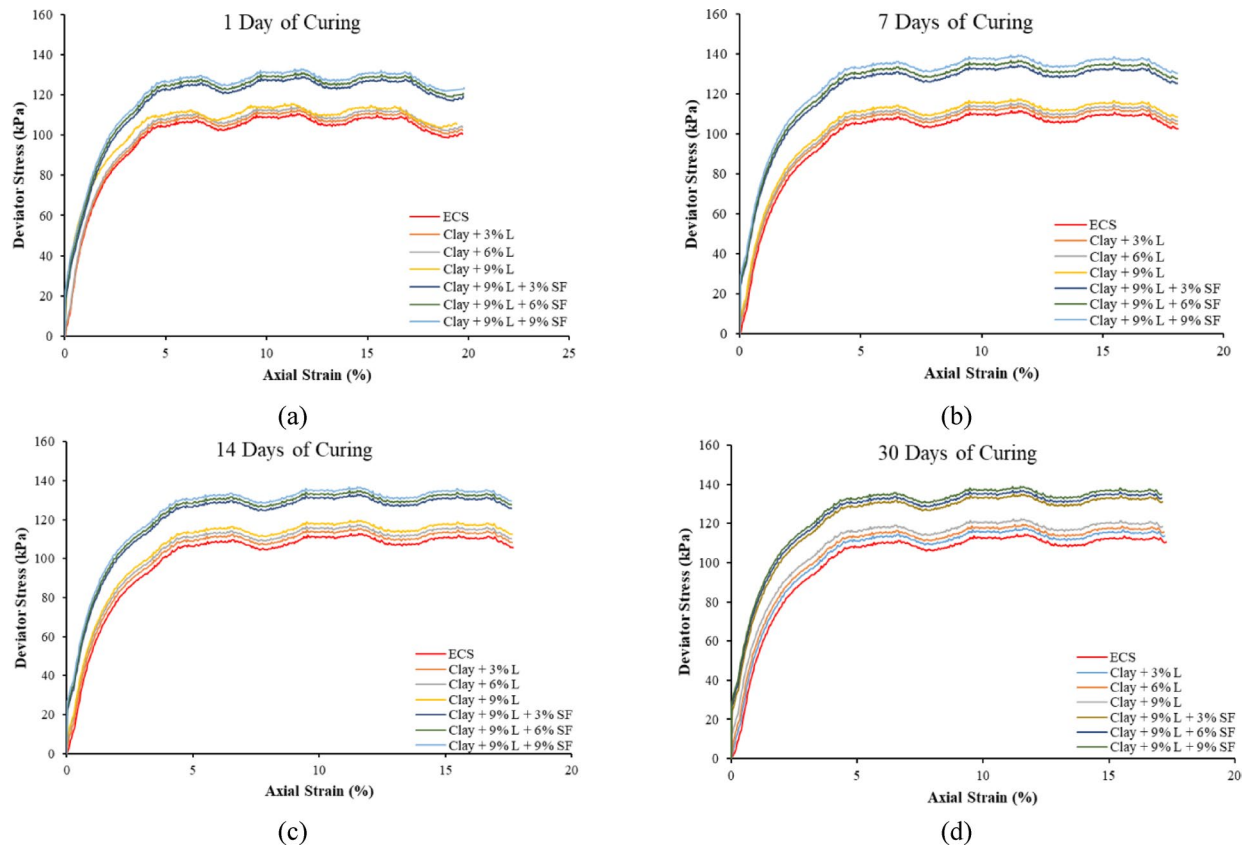 1 Day of Curing
Deviator Stress (kPa)
160
140
120
100
80
60
40
20
0
ECS
Clay + 3% L
Clay + 6% L
Clay + 9% L
Clay + 9% L + 3% SF
Clay + 9% L + 6% SF
Clay + 9% L + 9% SF
0 5 10 15 20 25
Axial Strain (%)
(a)
7 Days of Curing
Deviator Stress (kPa)
160
140
120
100
80
60
40
20
0
ECS
Clay + 3% L
Clay + 6% L
Clay + 9% L
Clay + 9% L + 3% SF
Clay + 9% L + 6% SF
Clay + 9% L + 9% SF
0 5 10 15 20
Axial Strain (%)
(b)
14 Days of Curing
Deviator Stress (kPa)
160
140
120
100
80
60
40
20
0
ECS
Clay + 3% L
Clay + 6% L
Clay + 9% L
Clay + 9% L + 3% SF
Clay + 9% L + 6% SF
Clay + 9% L + 9% SF
0 5 10 15 20
Axial Strain (%)
(c)
30 Days of Curing
Deviator Stress (kPa)
160
140
120
100
80
60
40
20
0
ECS
Clay + 3% L
Clay + 6% L
Clay + 9% L
Clay + 9% L + 3% SF
Clay + 9% L + 6% SF
Clay + 9% L + 9% SF
0 5 10 15 20
Axial Strain (%)
(d)